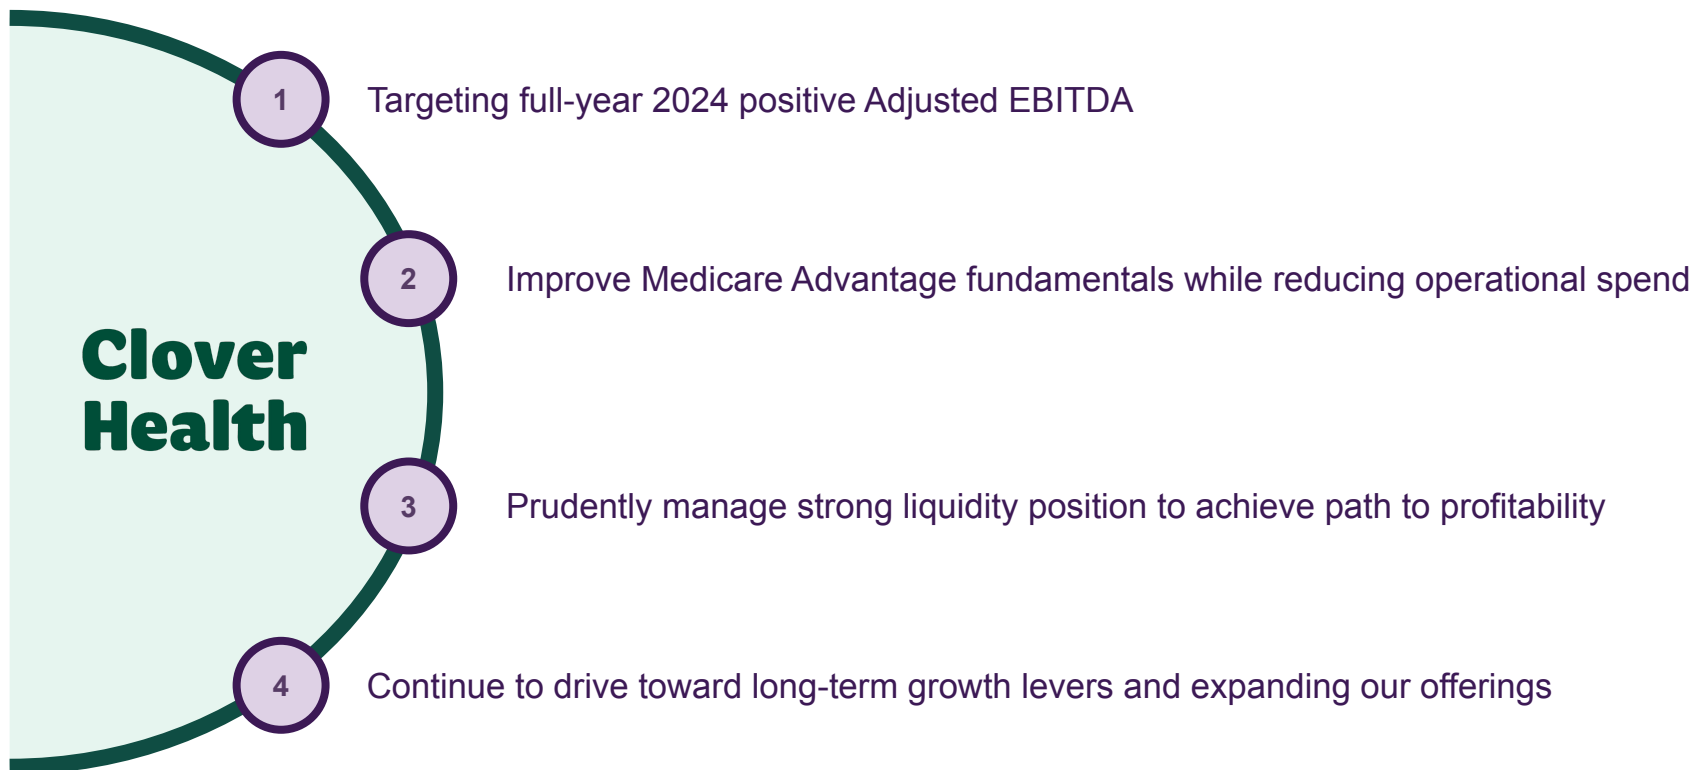 1
Targeting full-year 2024 positive Adjusted EBITDA
2
Improve Medicare Advantage fundamentals while reducing operational spend
Clover
Health
3
Prudently manage strong liquidity position to achieve path to profitability
4
Continue to drive toward long-term growth levers and expanding our offerings